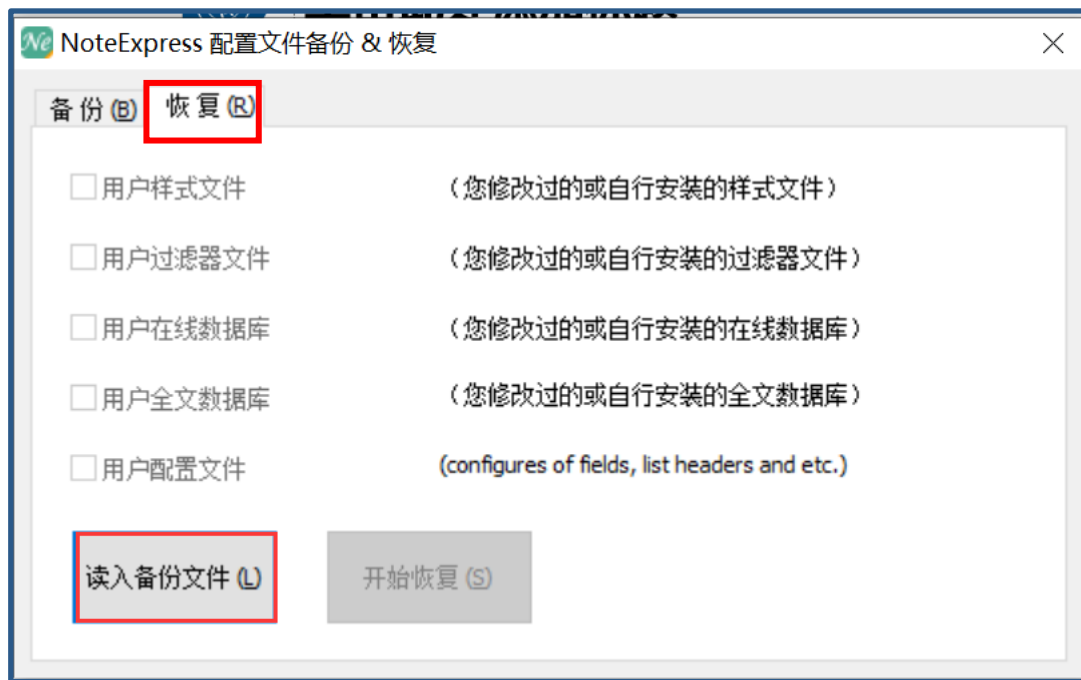 Ne NoteExpress 配置文件备份 & 恢复
备 份 (B) 恢 复 (R)
用户样式文件 (您修改过的或自行安装的样式文件)
用户过滤器文件 (您修改过的或自行安装的过滤器文件)
用户在线数据库 (您修改过的或自行安装的在线数据库)
用户全文数据库 (您修改过的或自行安装的全文数据库)
用户配置文件 (configures of fields, list headers and etc.)
读入备份文件 (L) 开始恢复 (S)